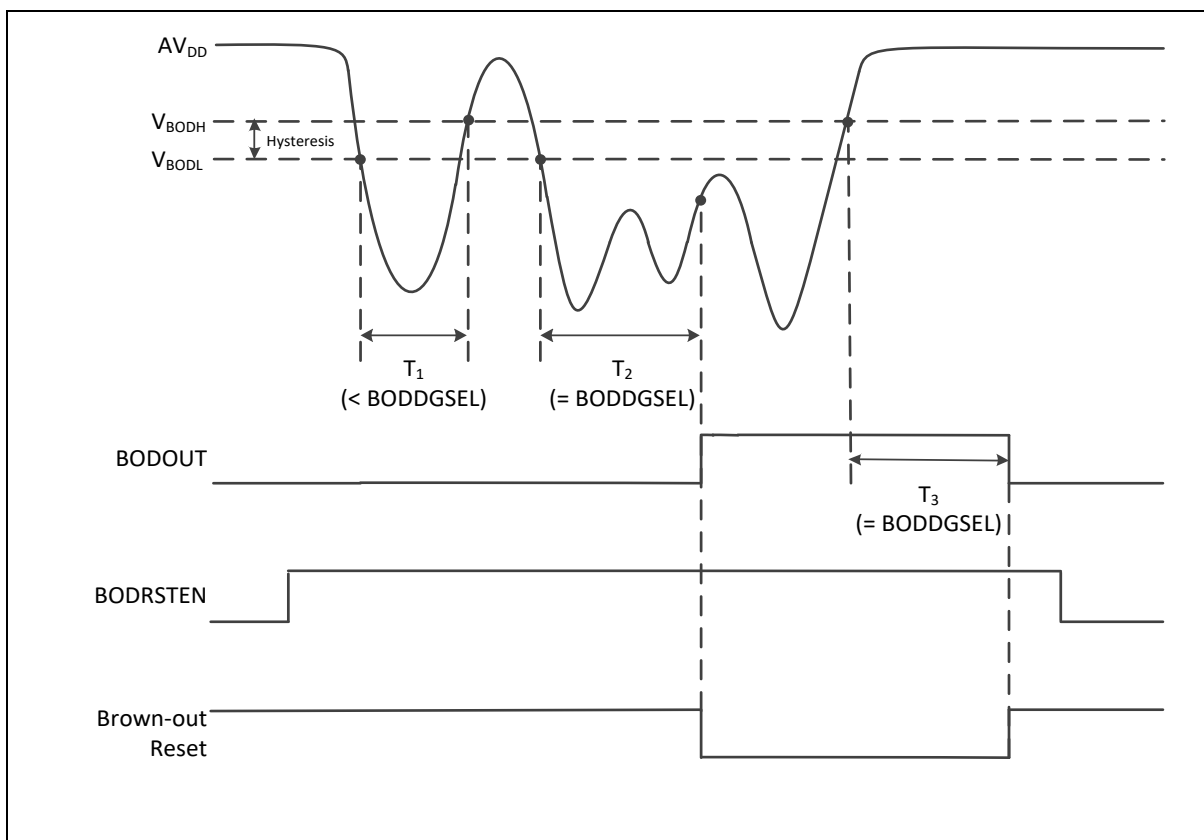 AVDD
VBODH
Hysteresis
VBODL
T1
(< BODDGSEL)
T2
(= BODDGSEL)
BODOUT
T3
(= BODDGSEL)
BODRSTEN
Brown-out
Reset